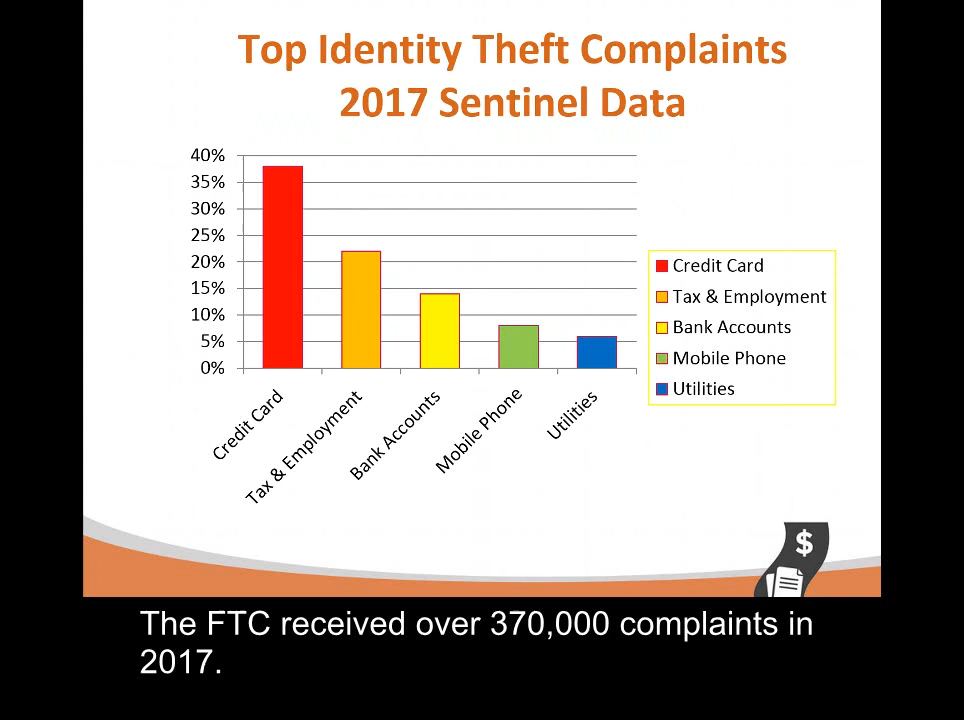 Top Identity Theft Complaints
2017 Sentinel Data
40%
35%
30%
25%
20%
15%
10%
5%
0%
Credit Card
Tax & Employment
Bank Accounts
Mobile Phone
Utilities
Credit Card
Tax & Employment
Bank Accounts
Mobile Phone
Utilities
$
The FTC received over 370,000 complaints in
2017.